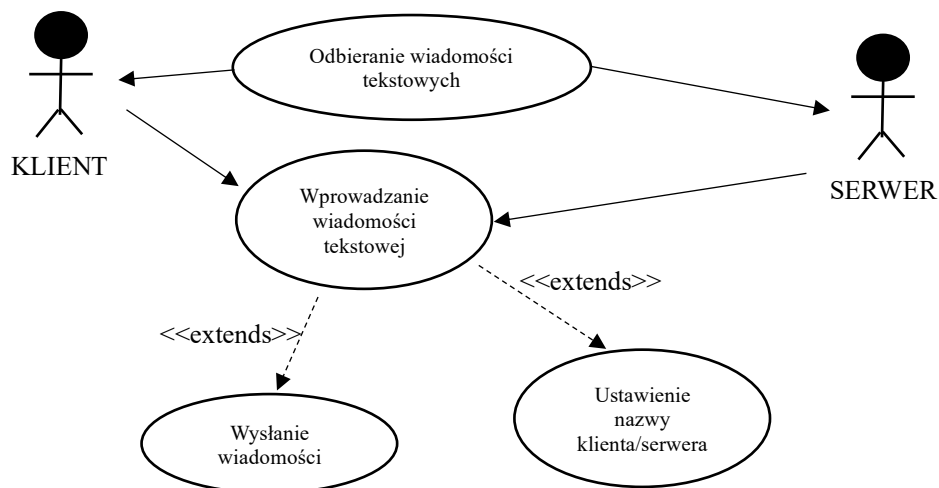 Odbieranie wiadomości
tekstowych
KLIENT
SERWER
Wprowadzanie
wiadomości
tekstowej
<<extends>>
<<extends>>
Ustawienie
nazwy
klienta/serwera
Wysłanie
wiadomości